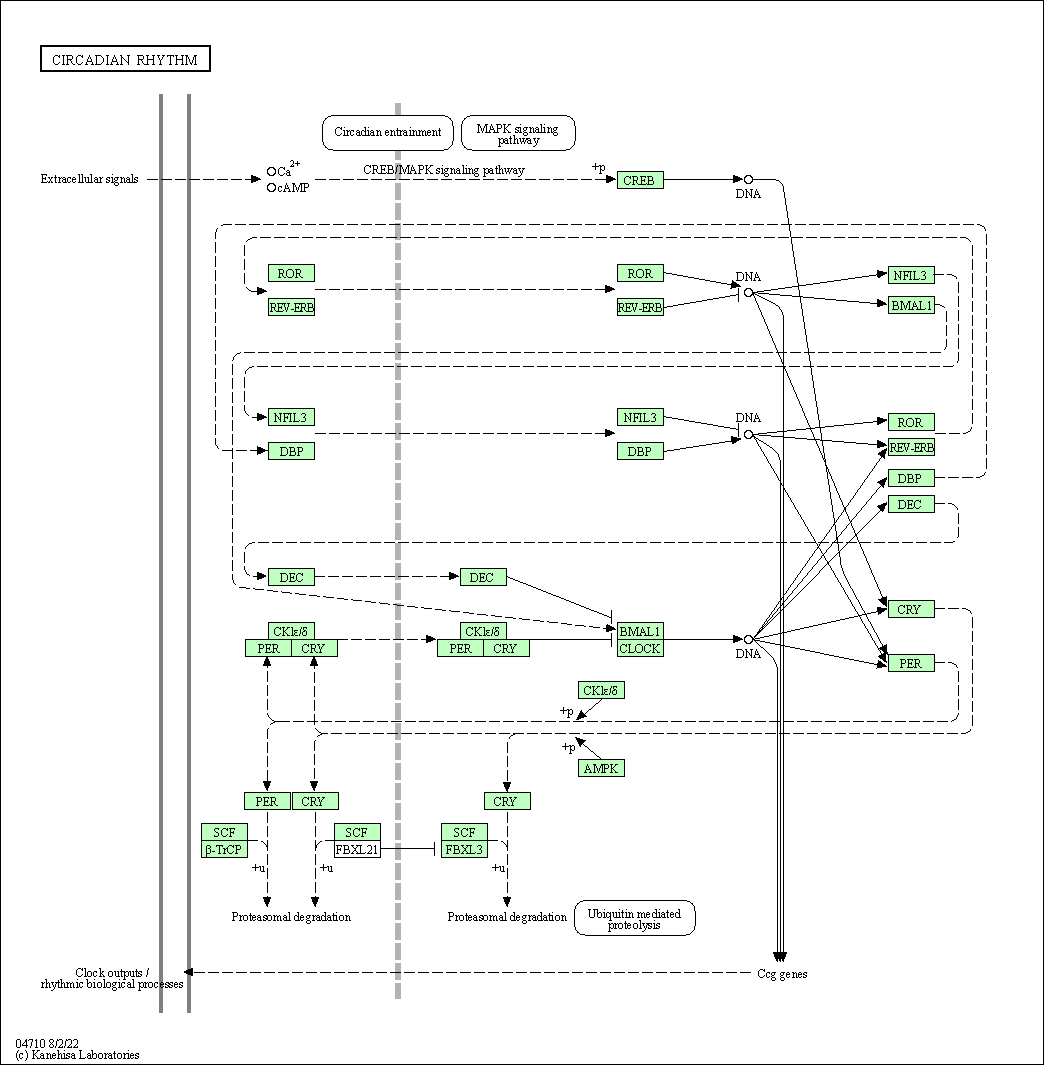 CIRCADIAN RHYTHM
Circadian entrainment
MAPK signaling
pathway
Extracellular signals
Ca2+
cAMP
CREB/MAPK signaling pathway
+p
CREB
DNA
ROR
REV-ERB
ROR
REV-ERB
DNA
NFIL3
BMAL1
NFIL3
DBP
NFIL3
DBP
DNA
ROR
REV-ERB
DBP
DEC
DEC
DEC
CKIε/δ
PER
CRY
CKIε/δ
PER
CRY
BMAL1
CLOCK
DNA
CRY
PER
CKIε/δ
+p
+p
AMPK
PER
CRY
CRY
SCF
β-TrCP
+u
SCF
FBXL21
+u
SCF
FBXL3
+u
Proteasomal degradation
Proteasomal degradation
Ubiquitin mediated
proteolysis
Clock outputs /
rhythmic biological processes
Ccg genes
04710 8/2/22
(c) Kanehisa Laboratories